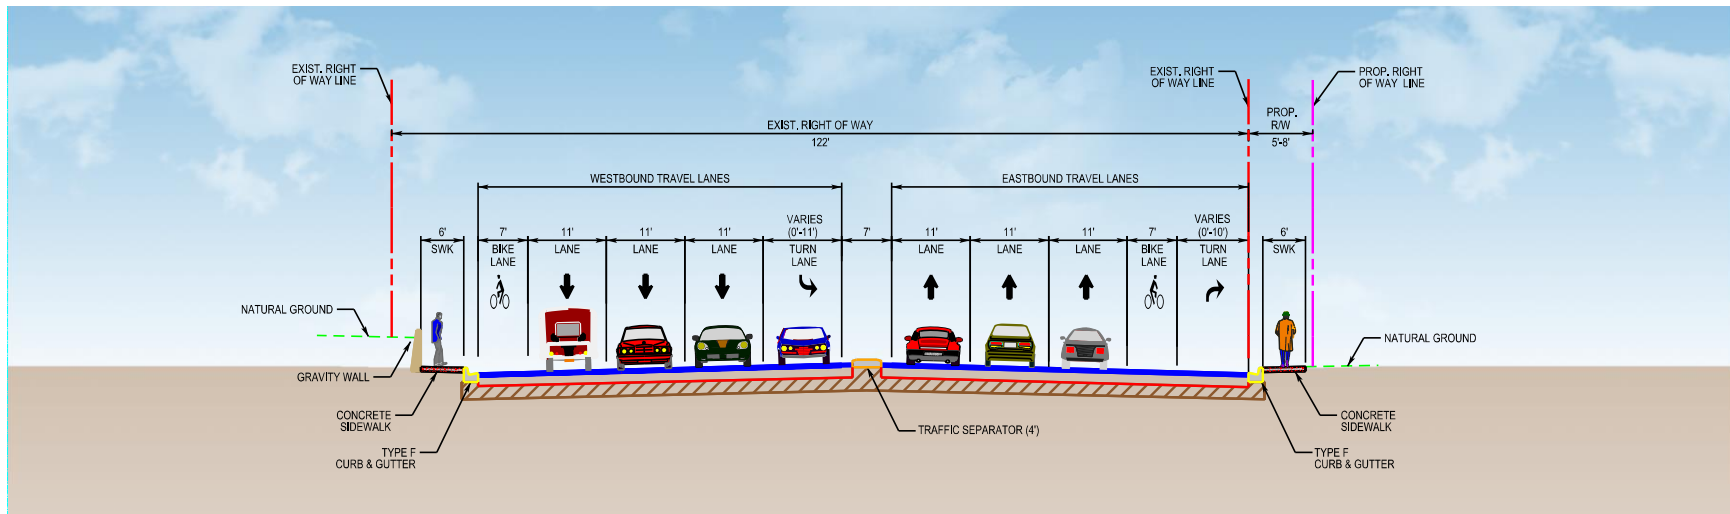 EXIST. RIGHT
OF WAY LINE
EXIST. RIGHT
OF WAY LINE
PROP. RIGHT
OF WAY LINE
EXIST. RIGHT OF WAY
122'
PROP.
R/W
5'-8'
WESTBOUND TRAVEL LANES
EASTBOUND TRAVEL LANES
6'
SWK
7'
BIKE
LANE
11'
LANE
11'
LANE
11'
LANE
VARIES
(0'-11')
TURN
LANE
7'
11'
LANE
11'
LANE
11'
LANE
7'
BIKE
LANE
VARIES
(0'-10')
TURN
LANE
6'
SWK
NATURAL GROUND
NATURAL GROUND
GRAVITY WALL
CONCRETE
SIDEWALK
TYPE F
CURB & GUTTER
TRAFFIC SEPARATOR (4')
CONCRETE
SIDEWALK
TYPE F
CURB & GUTTER